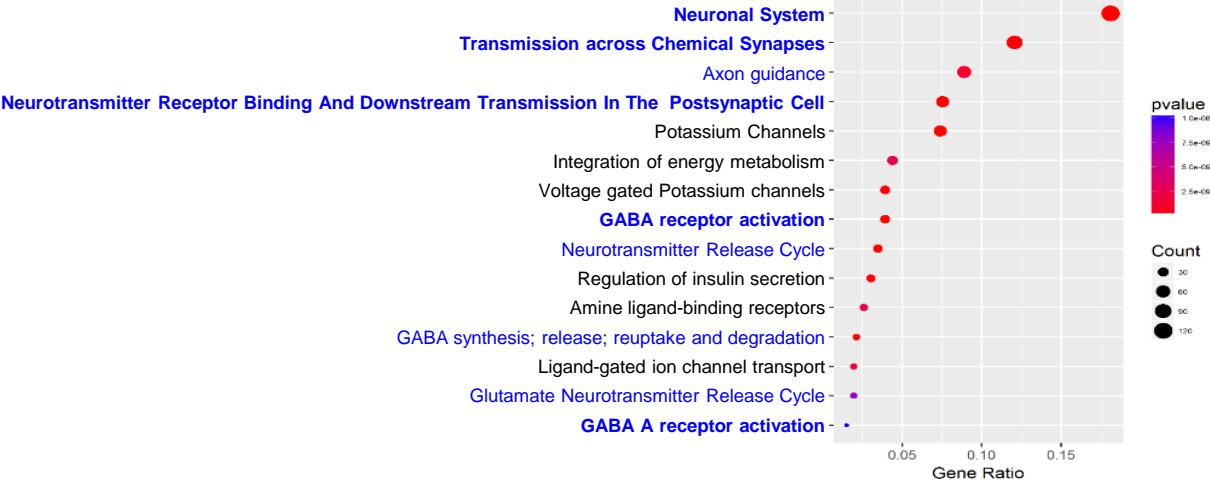 Neuronal System
Transmission across Chemical Synapses
Axon guidance
Neurotransmitter Receptor Binding And Downstream Transmission In The Postsynaptic Cell
Potassium Channels
Integration of energy metabolism
Voltage gated Potassium channels
GABA receptor activation
Neurotransmitter Release Cycle
Regulation of insulin secretion
Amine ligand-binding receptors
GABA synthesis; release; reuptake and degradation
Ligand-gated ion channel transport
Glutamate Neurotransmitter Release Cycle
GABA A receptor activation
0.05 0.10 0.15
Gene Ratio
pvalue
1.0e-08
7.5e-09
5.0e-09
2.5e-09
Count
30
60
90
120